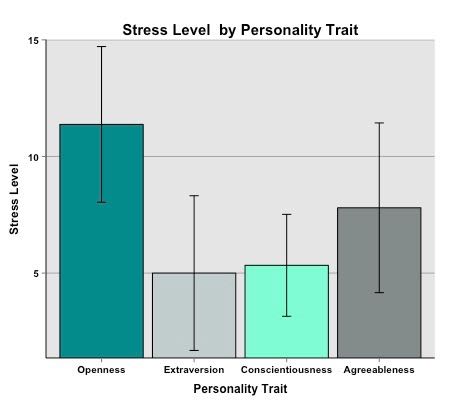 Stress Level  by Personality Trait
15
10
5
Stress Level
Openness Extraversion Conscientiousness Agreeableness
Personality Trait